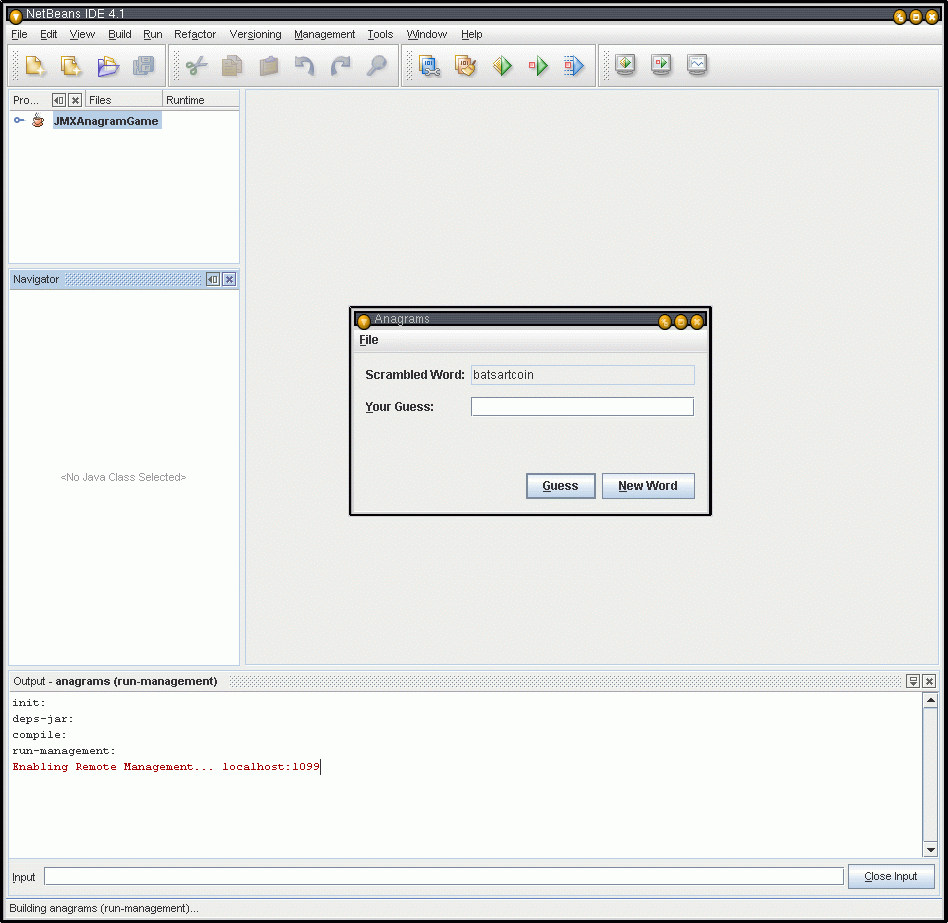 NetBeans IDE 4.1
File Edit View Build Run Refactor Versioning Management Tools Window Help
Pro... Files Runtime
JMXAnagramGame
Navigator
<No Java Class Selected>
Anagrams
File
Scrambled Word: batsartcoin
Your Guess:
Guess New Word
Output - anagrams (run-management)
init:
deps-jar:
compile:
run-management:
Enabling Remote Management... localhost:1099
Input Close Input
Building anagrams (run-management)...